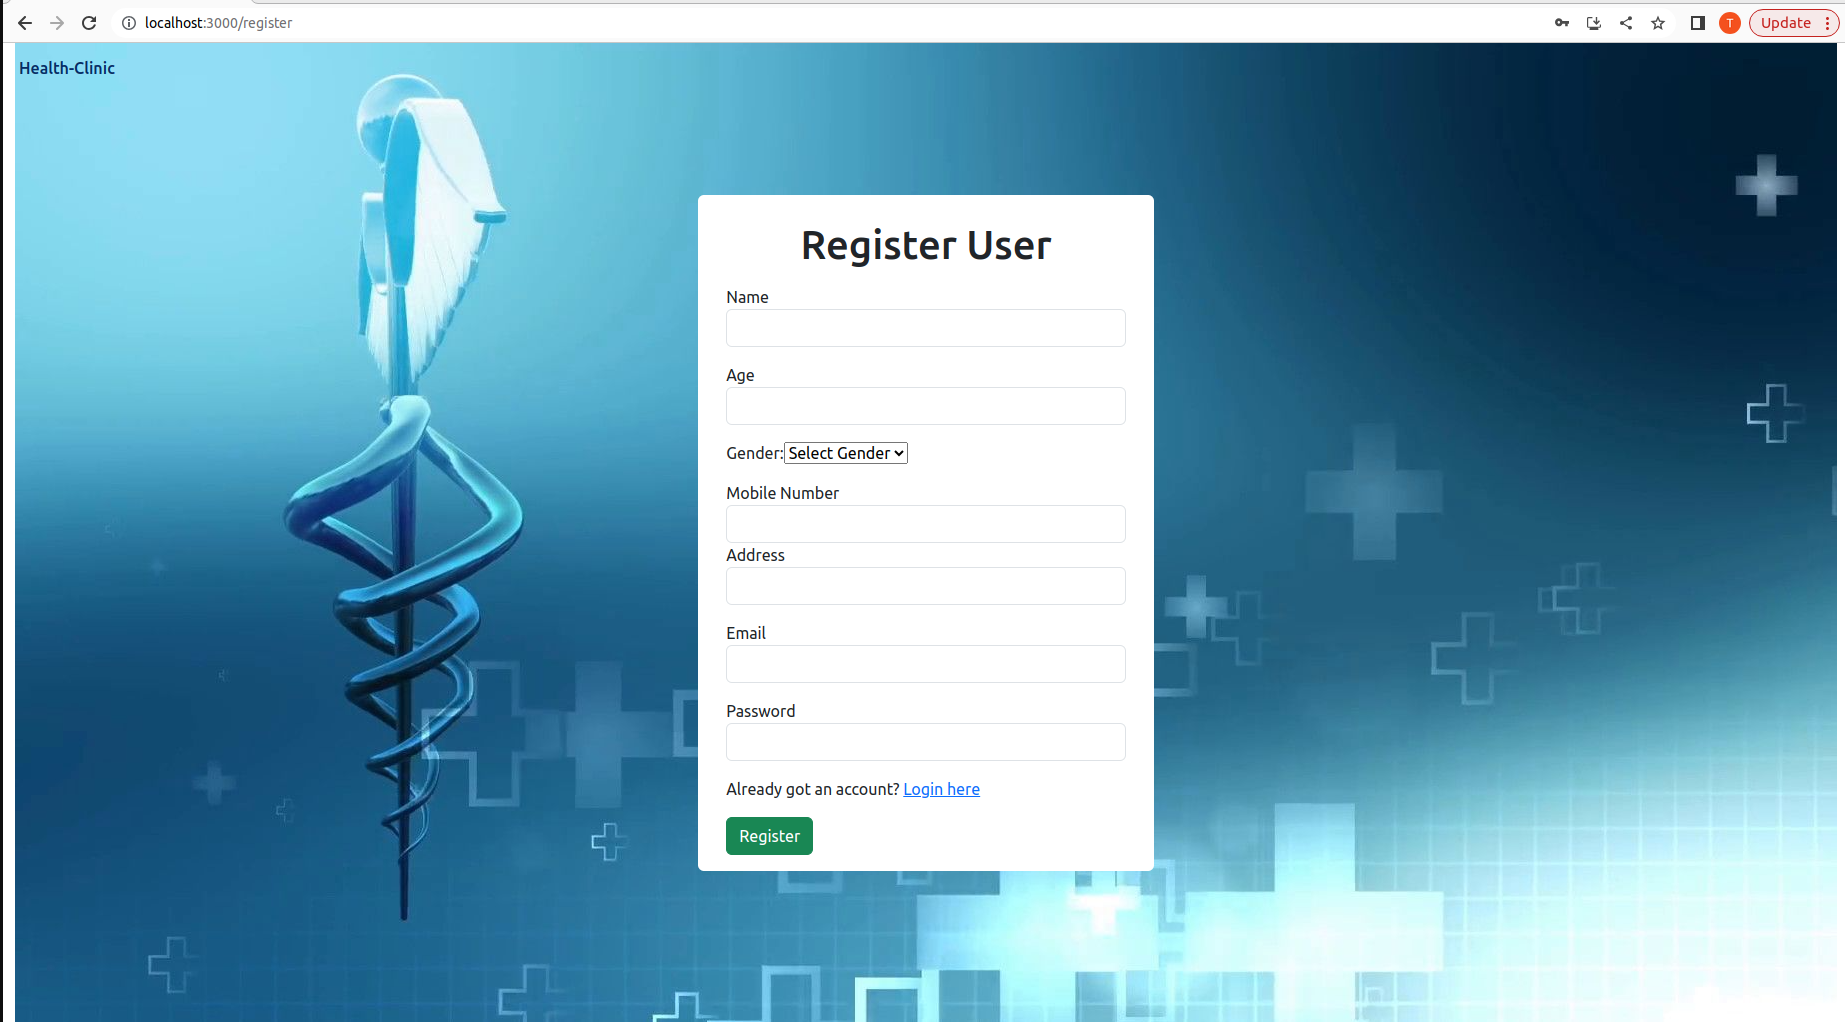 localhost:3000/register
T
Update
Health-Clinic
Register User
Name
Age
Gender: Select Gender
Mobile Number
Address
Email
Password
Already got an account? Login here
Register